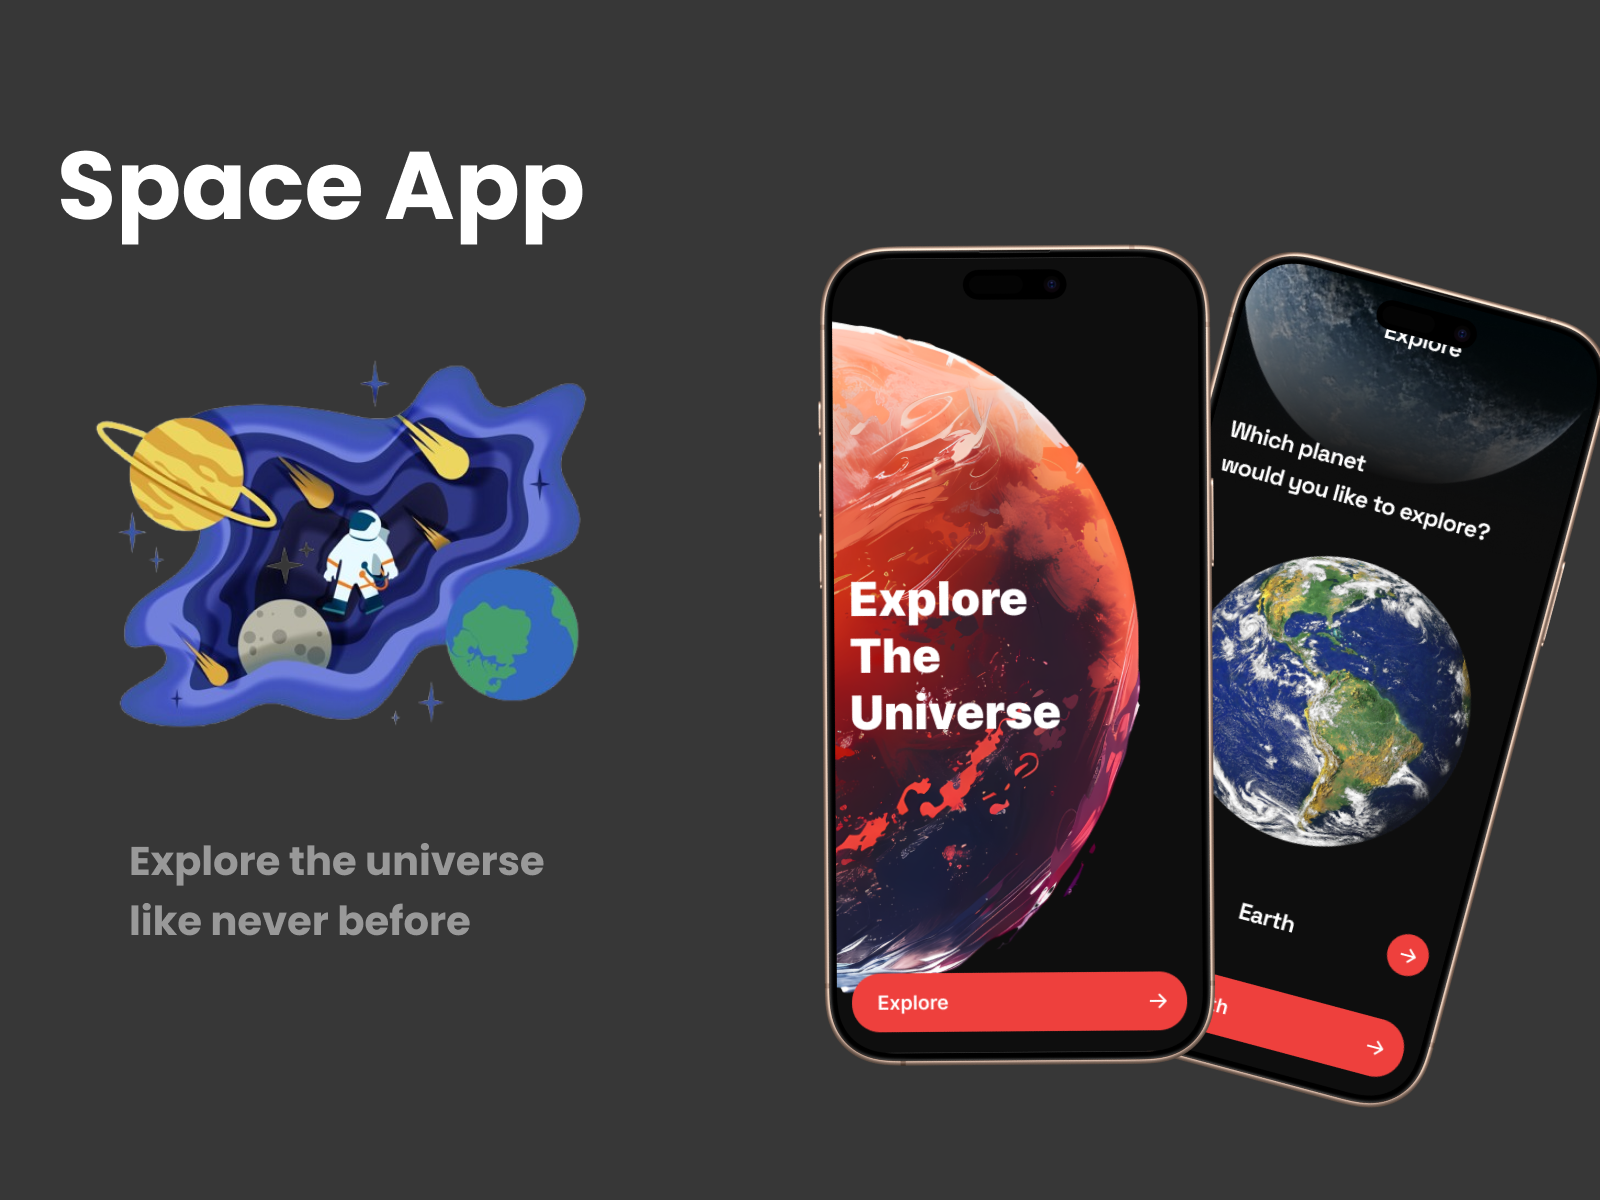 Space App
Explore the universe
like never before
Explore
The
Universe
Explore
Explore
Which planet
would you like to explore?
Earth
th